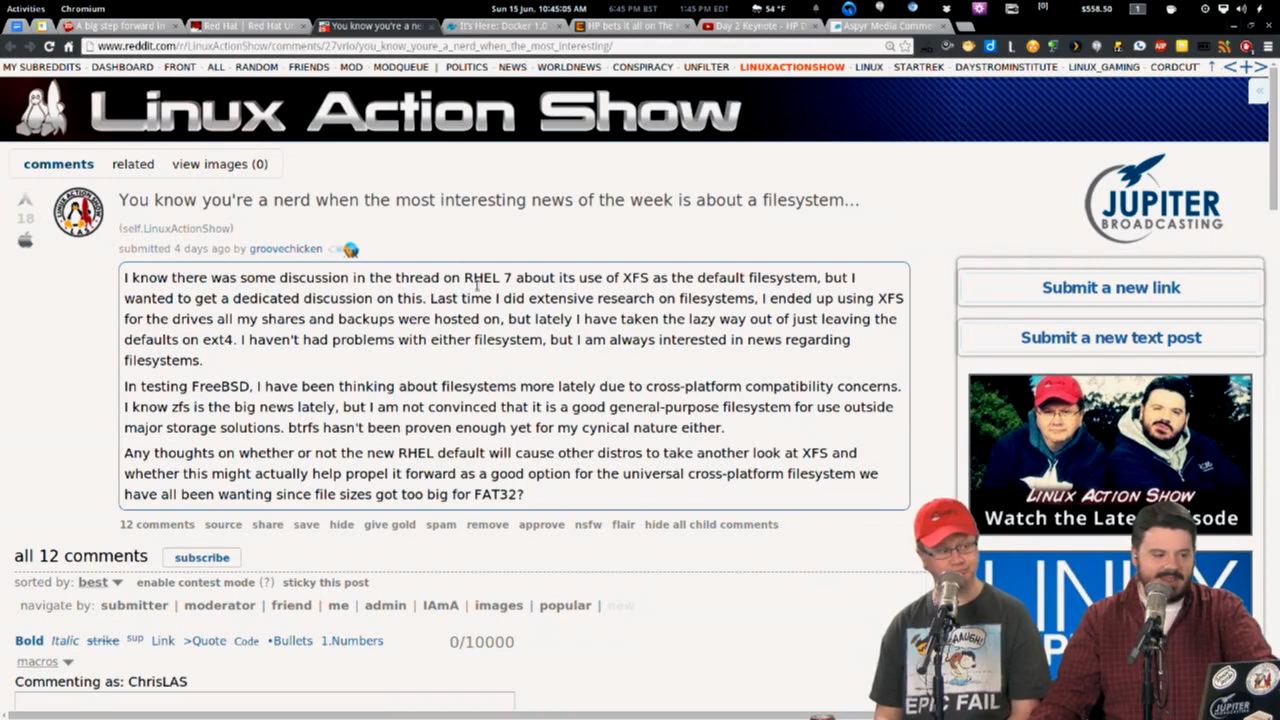 Activities Chromium Sun 15 Jun, 10:45:05 AM 6:45 PM BST 1:45 PM EDT 54 °F [0] $558.50 1
A big step forward in Red Hat | Red Hat You know you're a ne It's Here: Docker 1.0 HP bets it all on The Day 2 Keynote - HP D Aspyr Media Comme
www.reddit.com/r/LinuxActionShow/comments/27vrlo/you_know_youre_a_nerd_when_the_most_interesting/
MY SUBREDDITS DASHBOARD · FRONT · ALL · RANDOM · FRIENDS · MOD · MODQUEUE | POLITICS · NEWS · WORLDNEWS · CONSPIRACY · UNFILTER · LINUXACTIONSHOW · LINUX · STARTREK · DAYSTROMINSTITUTE · LINUX_GAMING · CORDCUT
Linux Action Show
comments related view images (0)
JUPITER
BROADCASTING
You know you're a nerd when the most interesting news of the week is about a filesystem...
18
(self.LinuxActionShow)
submitted 4 days ago by groovechicken
I know there was some discussion in the thread on RHEL 7 about its use of XFS as the default filesystem, but I
wanted to get a dedicated discussion on this. Last time I did extensive research on filesystems, I ended up using XFS
for the drives all my shares and backups were hosted on, but lately I have taken the lazy way out of just leaving the
defaults on ext4. I haven't had problems with either filesystem, but I am always interested in news regarding
filesystems.
In testing FreeBSD, I have been thinking about filesystems more lately due to cross-platform compatibility concerns.
I know zfs is the big news lately, but I am not convinced that it is a good general-purpose filesystem for use outside
major storage solutions. btrfs hasn't been proven enough yet for my cynical nature either.
Any thoughts on whether or not the new RHEL default will cause other distros to take another look at XFS and
whether this might actually help propel it forward as a good option for the universal cross-platform filesystem we
have all been wanting since file sizes got too big for FAT32?
12 comments source share save hide give gold spam remove approve nsfw flair hide all child comments
all 12 comments subscribe
sorted by: best enable contest mode (?) sticky this post
navigate by: submitter | moderator | friend | me | admin | IAmA | images | popular | new
Bold Italic strike sup Link >Quote Code •Bullets 1.Numbers 0/10000
macros
Commenting as: ChrisLAS
Submit a new link
Submit a new text post
LINUX ACTION SHOW
Watch the Late sode
LINUX
AAUGH!
EPIC FAIL
JUPITER
BROADCASTING